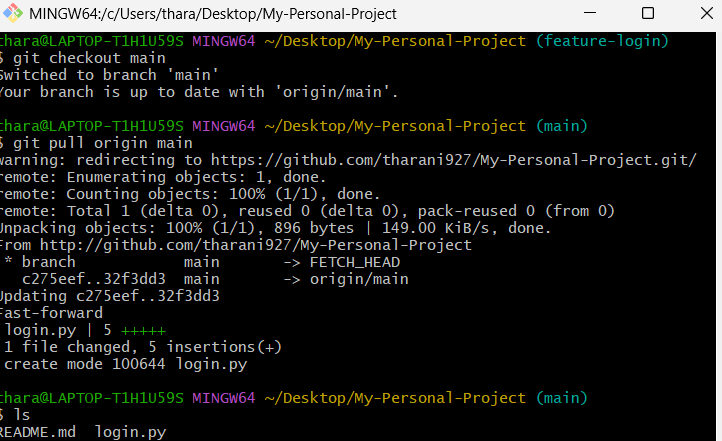 MINGW64:/c/Users/thara/Desktop/My-Personal-Project
thara@LAPTOP-T1H1U59S MINGW64 ~/Desktop/My-Personal-Project (feature-login)
$ git checkout main
Switched to branch 'main'
Your branch is up to date with 'origin/main'.
thara@LAPTOP-T1H1U59S MINGW64 ~/Desktop/My-Personal-Project (main)
$ git pull origin main
warning: redirecting to https://github.com/tharani927/My-Personal-Project.git/
remote: Enumerating objects: 1, done.
remote: Counting objects: 100% (1/1), done.
remote: Total 1 (delta 0), reused 0 (delta 0), pack-reused 0 (from 0)
Unpacking objects: 100% (1/1), 896 bytes | 149.00 KiB/s, done.
From http://github.com/tharani927/My-Personal-Project
 * branch            main       -> FETCH_HEAD
   c275eef..32f3dd3  main       -> origin/main
Updating c275eef..32f3dd3
Fast-forward
 login.py | 5 +++++
 1 file changed, 5 insertions(+)
 create mode 100644 login.py
thara@LAPTOP-T1H1U59S MINGW64 ~/Desktop/My-Personal-Project (main)
$ ls
README.md  login.py